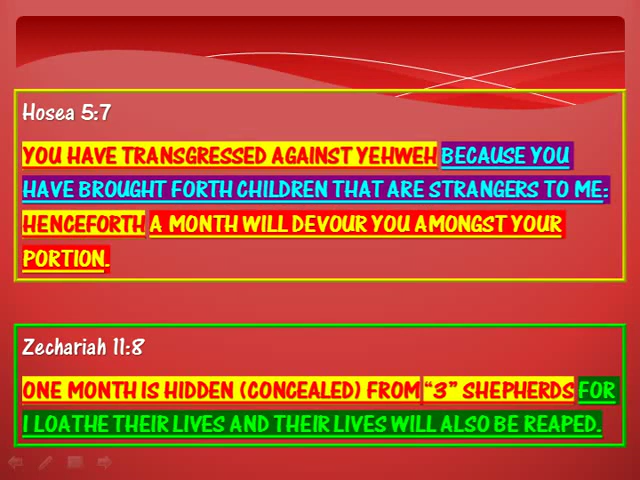 Hosea 5:7
YOU HAVE TRANSGRESSED AGAINST YEHWEH BECAUSE YOU
HAVE BROUGHT FORTH CHILDREN THAT ARE STRANGERS TO ME:
HENCEFORTH A MONTH WILL DEVOUR YOU AMONGST YOUR
PORTION.
Zechariah 11:8
ONE MONTH IS HIDDEN (CONCEALED) FROM “3” SHEPHERDS FOR
I LOATHE THEIR LIVES AND THEIR LIVES WILL ALSO BE REAPED.